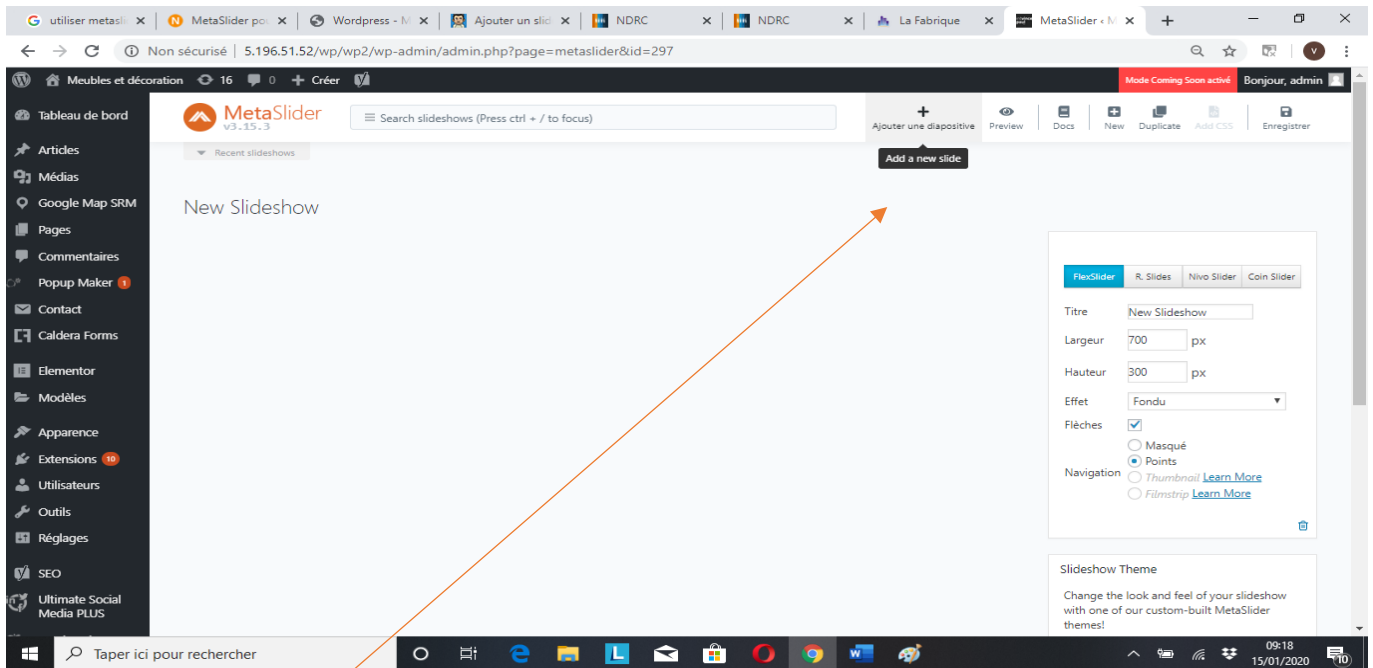 utiliser metasli
MetaSlider pou
Wordpress - M
Ajouter un slid
NDRC
NDRC
La Fabrique
MetaSlider ‹ M
Non sécurisé | 5.196.51.52/wp/wp2/wp-admin/admin.php?page=metaslider&id=297
V
Meubles et décoration 16 0 + Créer
Mode Coming Soon activé Bonjour, admin
Tableau de bord
Articles
Médias
Google Map SRM
Pages
Commentaires
Popup Maker 1
Contact
Caldera Forms
Elementor
Modèles
Apparence
Extensions 10
Utilisateurs
Outils
Réglages
SEO
Ultimate Social
Media PLUS
MetaSlider
v3.15.3
Search slideshows (Press ctrl + / to focus)
Ajouter une diapositive
Preview
Docs
New
Duplicate
Add CSS
Enregistrer
Add a new slide
Recent slideshows
New Slideshow
FlexSlider R. Slides Nivo Slider Coin Slider
Titre New Slideshow
Largeur 700 px
Hauteur 300 px
Effet Fondu
Flèches
Navigation
Masqué
Points
Thumbnail Learn More
Filmstrip Learn More
Slideshow Theme
Change the look and feel of your slideshow
with one of our custom-built MetaSlider
themes!
Taper ici pour rechercher
L
W
09:18
15/01/2020
10